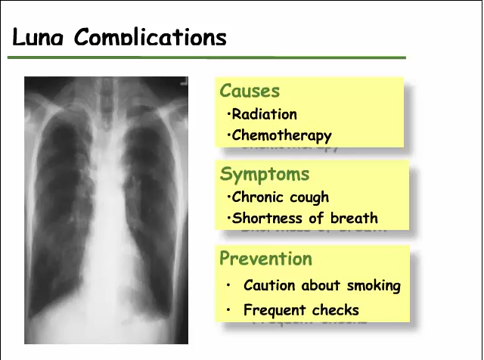 Lung Complications
Causes
•Radiation
•Chemotherapy
Symptoms
•Chronic cough
•Shortness of breath
Prevention
• Caution about smoking
• Frequent checks